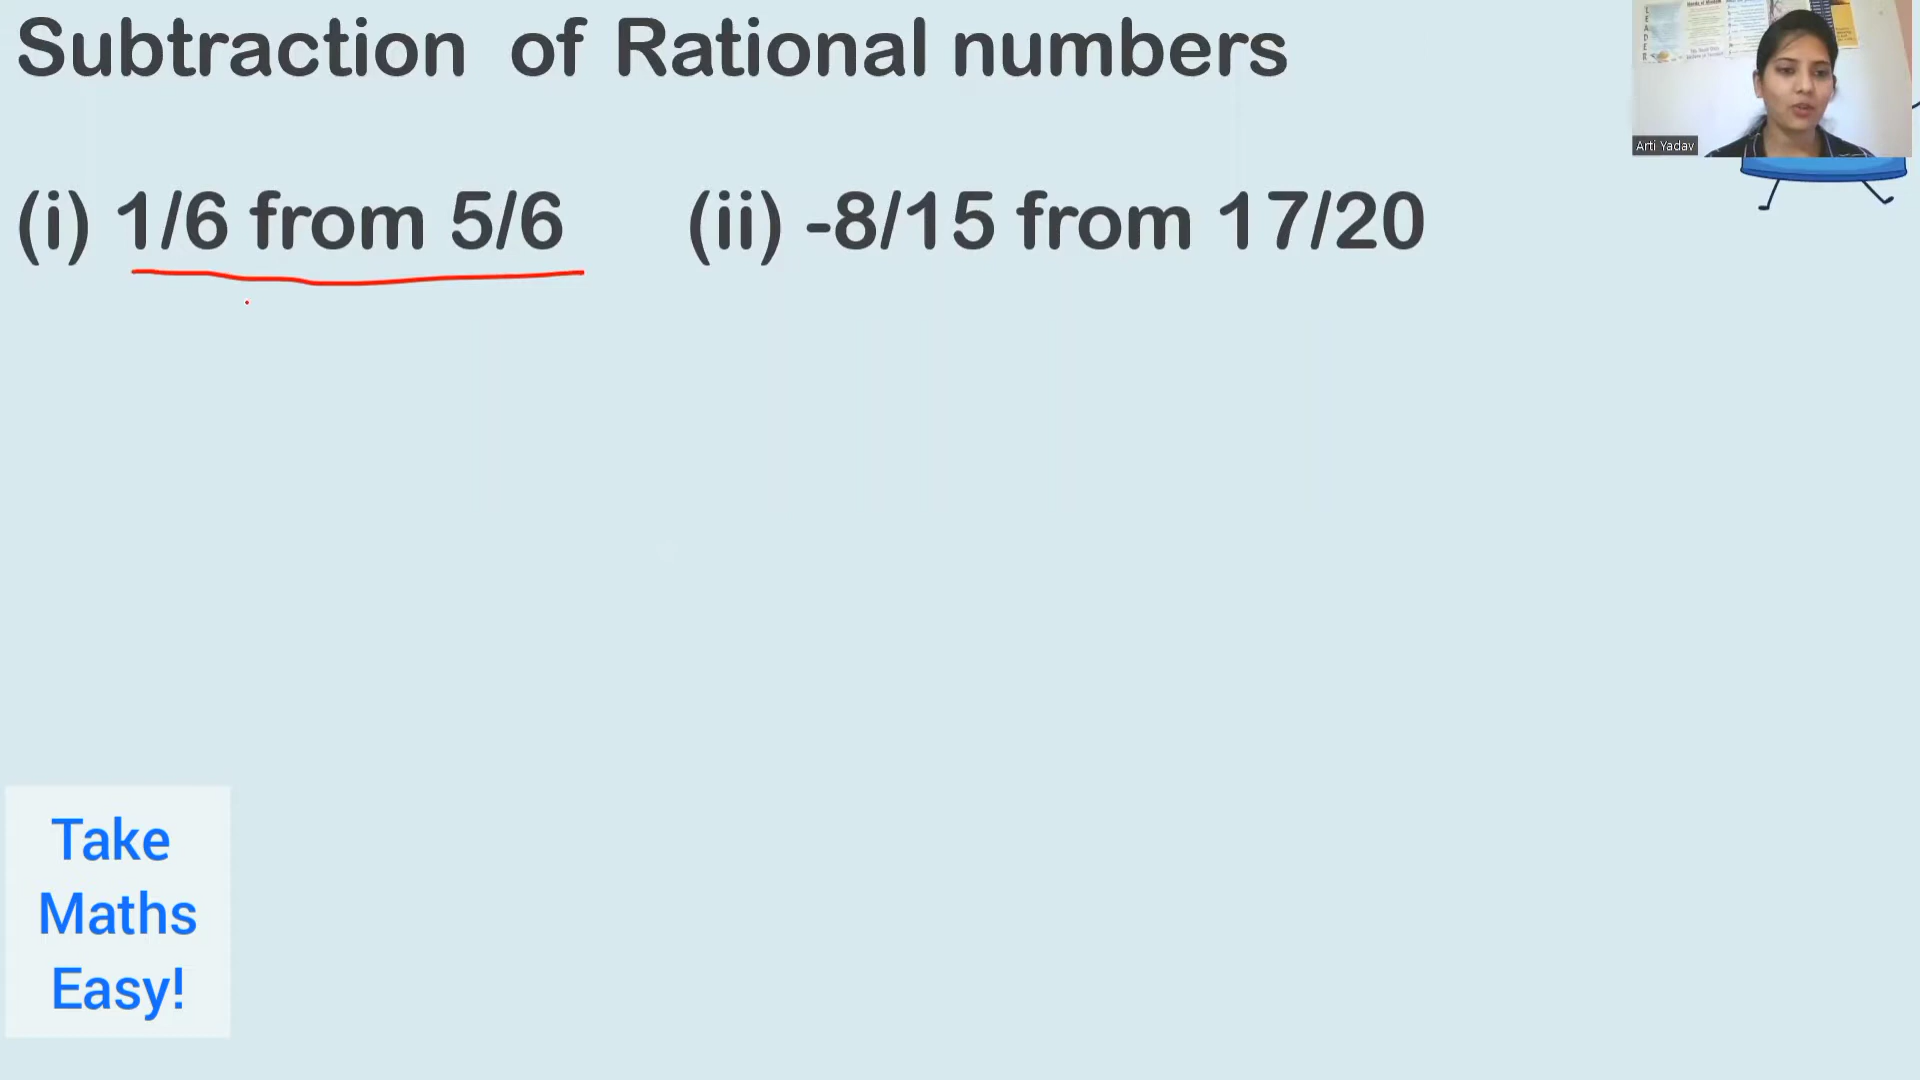 Subtraction of Rational numbers
(i) 1/6 from 5/6 (ii) -8/15 from 17/20
LEADER
Arti Yadav
Take
Maths
Easy!